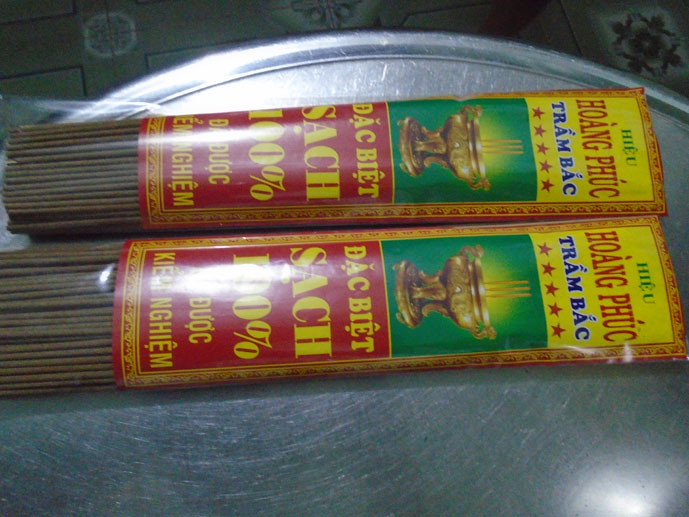 HIỆU
HOÀNG PHÚC
TRẦM BẮC
ĐẶC BIỆT
SẠCH
100%
ĐÃ ĐƯỢC
KIỂM NGHIỆM
HIỆU
HOÀNG PHÚC
TRẦM BẮC
ĐẶC BIỆT
SẠCH
100%
ĐƯỢC
KIỂM NGHIỆM